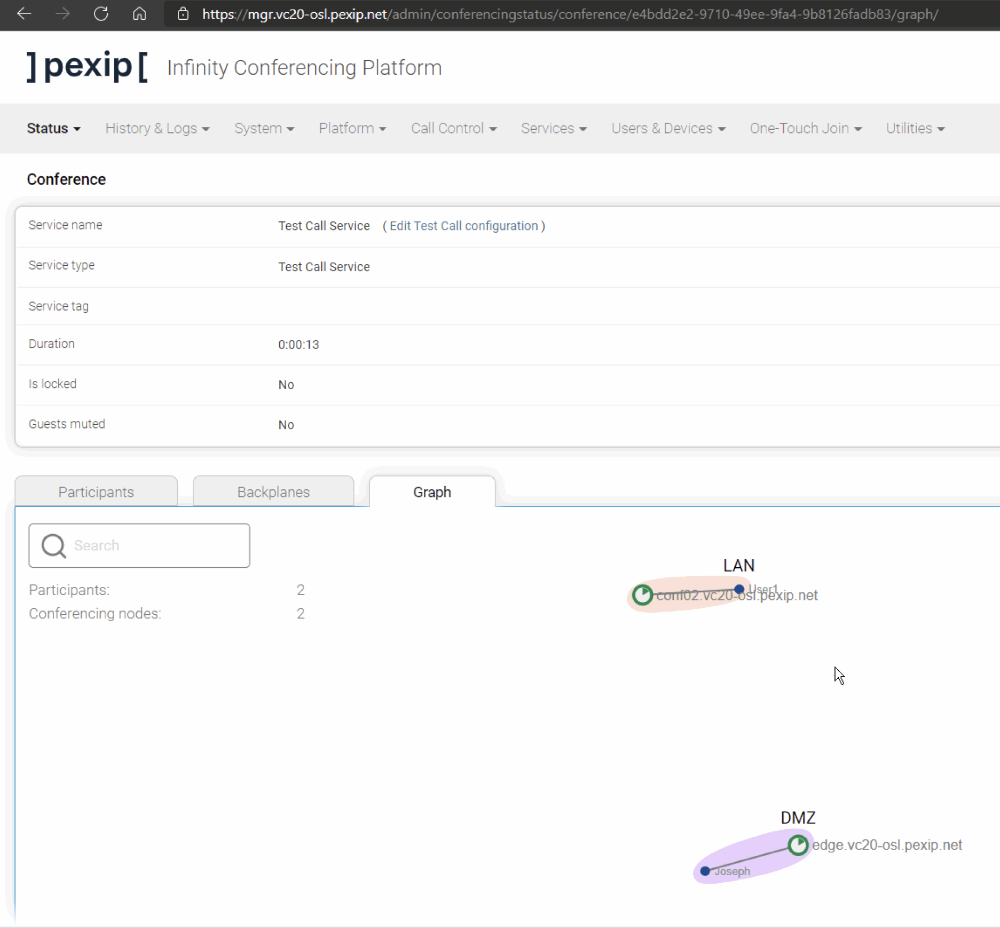 https://mgr.vc20-osl.pexip.net/admin/conferencingstatus/conference/e4bdd2e2-9710-49ee-9fa4-9b8126fadb83/graph/
]pexip[ Infinity Conferencing Platform
Status History & Logs System Platform Call Control Services Users & Devices One-Touch Join Utilities
Conference
Service name Test Call Service ( Edit Test Call configuration )
Service type Test Call Service
Service tag
Duration 0:00:13
Is locked No
Guests muted No
Participants Backplanes Graph
Search
Participants: 2
Conferencing nodes: 2
LAN
User1
conf02.vc20-osl.pexip.net
DMZ
edge.vc20-osl.pexip.net
Joseph